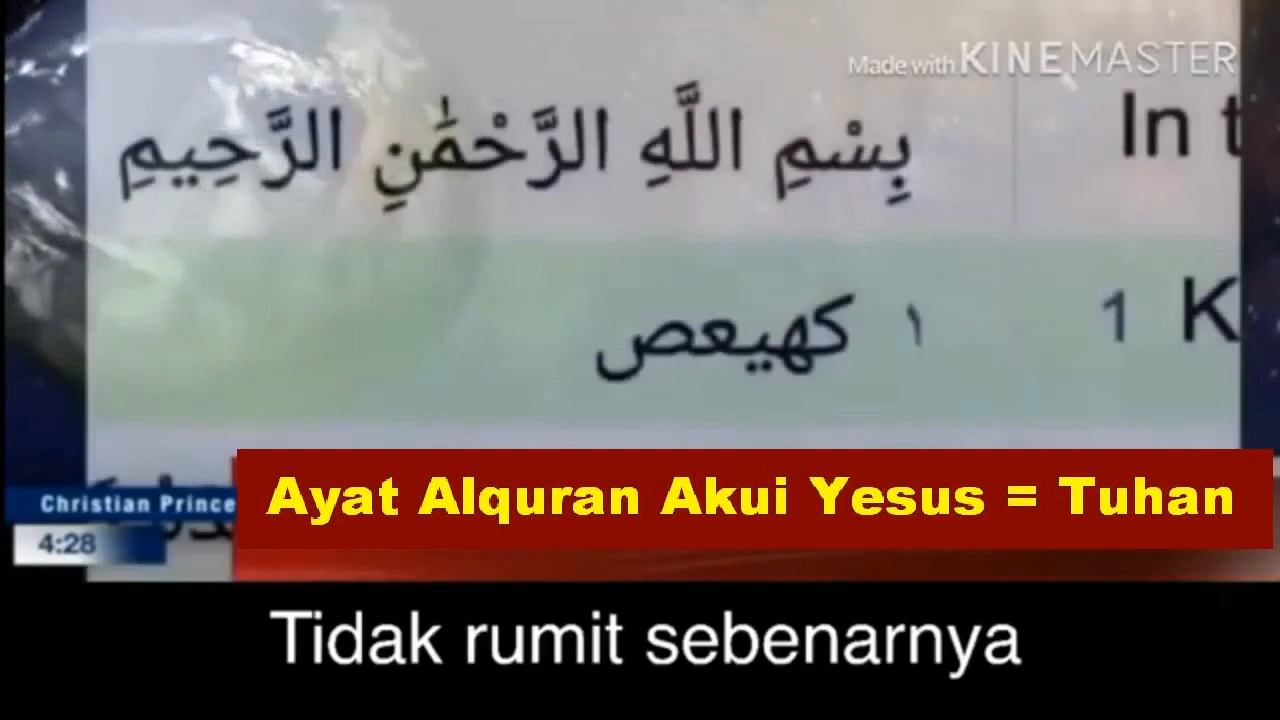 Made with KINEMASTER
بِسْمِ اللَّهِ الرَّحْمَٰنِ الرَّحِيمِ
In t
١ كهيعص
1 K
Ayat Alquran Akui Yesus = Tuhan
Christian Prince
4:28
Tidak rumit sebenarnya